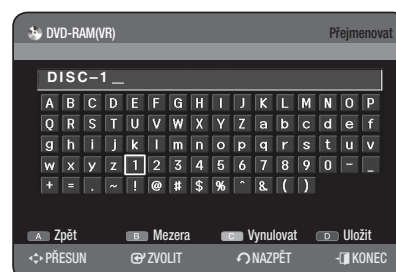 DVD-RAM(VR) Přejmenovat
DISC-1_
A B C D E F G H I J K L M N O P
Q R S T U V W X Y Z a b c d e f
g h i j k l m n o p q r s t u v
w x y z 1 2 3 4 5 6 7 8 9 0 - _
+ = . ~ ! @ # $ % ^ & ( )
A Zpět B Mezera C Vynulovat D Uložit
PŘESUN ZVOLIT NAZPĚT KONEC